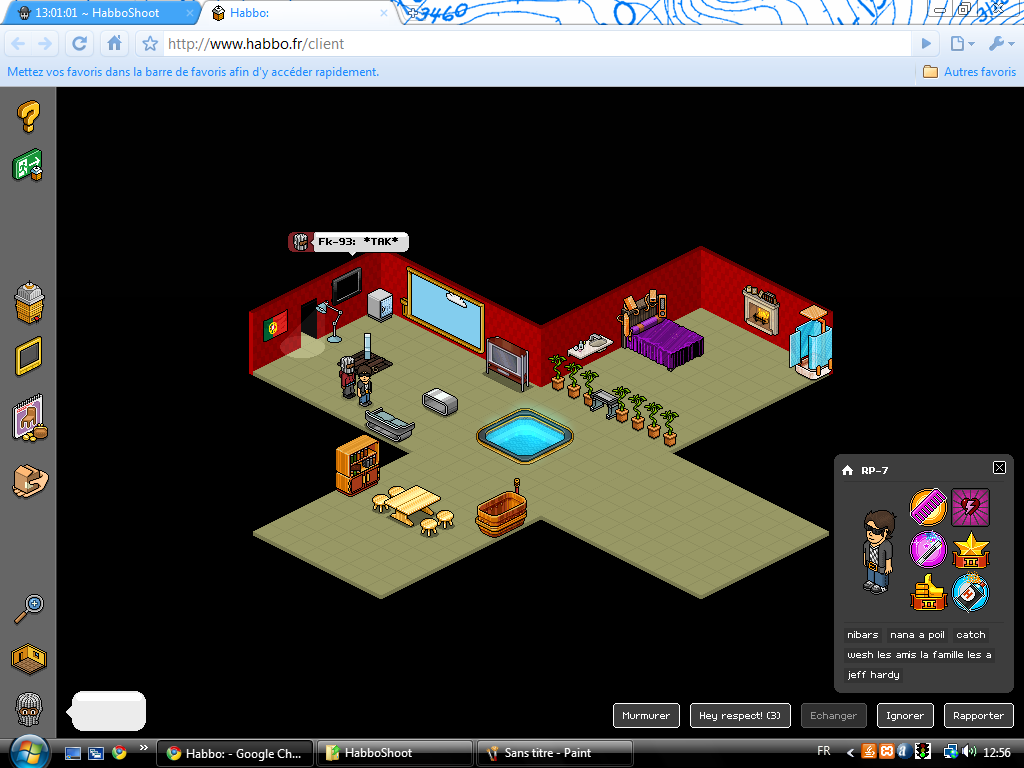 13:01:01 ~ HabboShoot
Habbo:
3460
http://www.habbo.fr/client
Mettez vos favoris dans la barre de favoris afin d'y accéder rapidement.
Autres favoris
Fk-93: *TAK*
RP-7
II
II
H
nibars nana a poil catch
wesh les amis la famille les a
jeff hardy
Murmurer
Hey respect! (3)
Echanger
Ignorer
Rapporter
Habbo: - Google Ch...
HabboShoot
Sans titre - Paint
FR
12:56